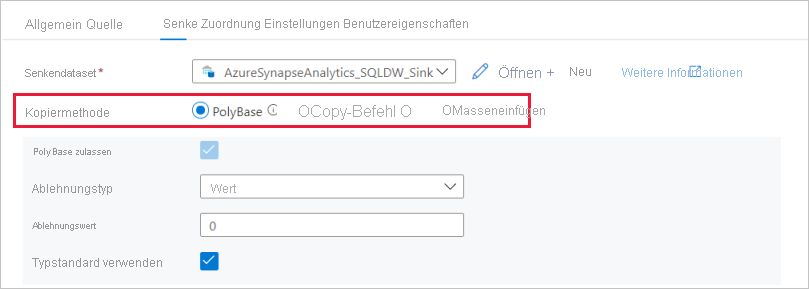 Allgemein Quelle Senke Zuordnung Einstellungen Benutzereigenschaften
Senkendataset * AzureSynapseAnalytics_SQLDW_Sink Öffnen + Neu Weitere Informationen
Kopiermethode PolyBase OCopy-Befehl O OMasseneinfügen
PolyBase zulassen
Ablehnungstyp Wert
Ablehnungswert 0
Typstandard verwenden